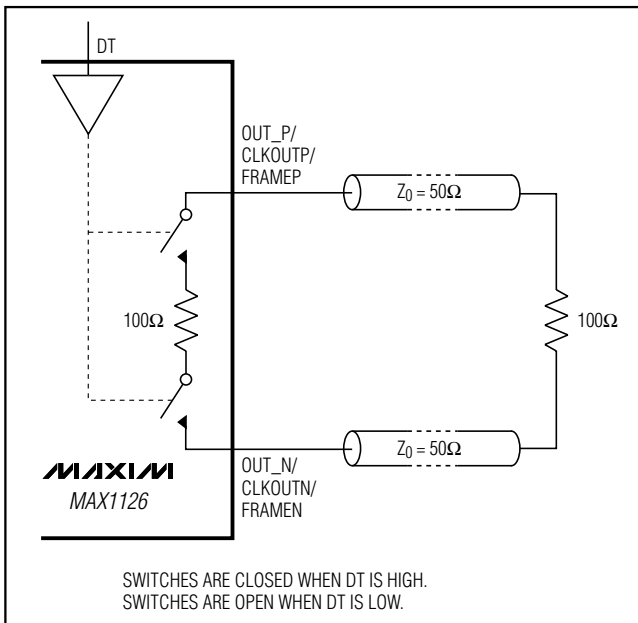 DT
OUT_P/
CLKOUTP/
FRAMEP
Z₀ = 50Ω
100Ω
100Ω
Z₀ = 50Ω
MAXIM
MAX1126
OUT_N/
CLKOUTN/
FRAMEN
SWITCHES ARE CLOSED WHEN DT IS HIGH.
SWITCHES ARE OPEN WHEN DT IS LOW.